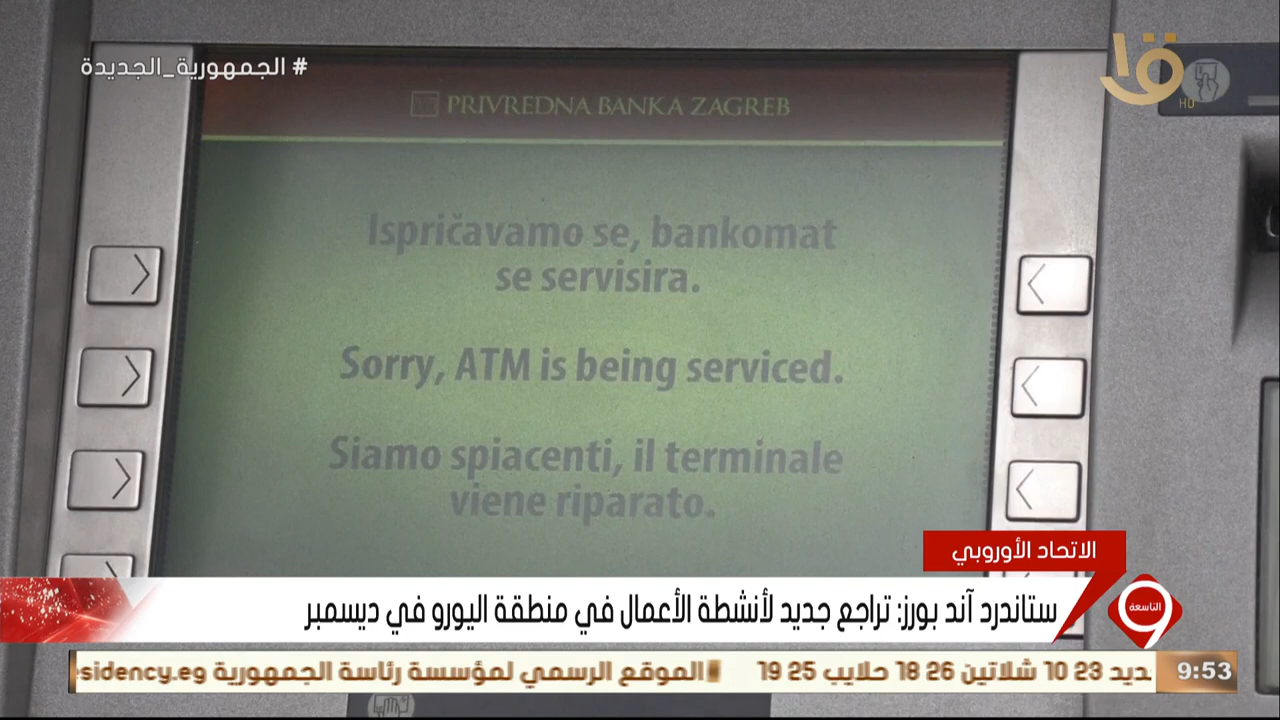 # الجمهورية_الجديدة
PRIVREDNA BANKA ZAGREB
HD
Ispričavamo se, bankomat
se servisira.
Sorry, ATM is being serviced.
Siamo spiacenti, il terminale
viene riparato.
الاتحاد الأوروبي
ستاندرد آند بورز: تراجع جديد لأنشطة الأعمال في منطقة اليورو في ديسمبر
التاسعة
9:53
ـديد 23 10 شلاتين 26 18 حلايب 25 19 الموقع الرسمي لمؤسسة رئاسة الجمهورية sidency.eg